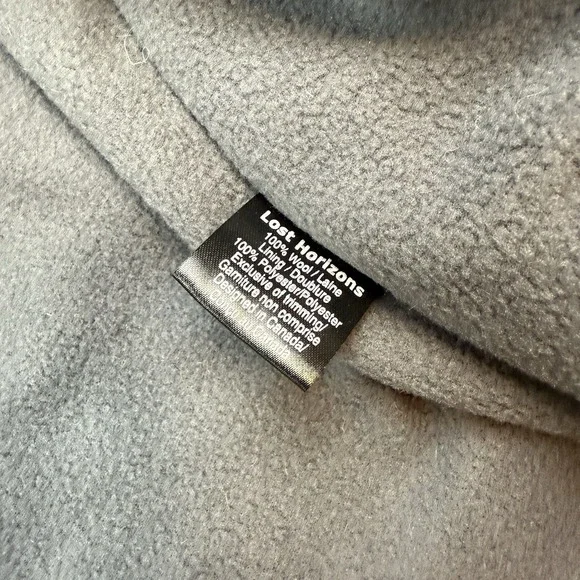 Lost Horizons
100% Wool/Laine
Lining / Doublure
100% Polyester/Polyester
Exclusive of trimming/
Garniture non comprise
Designed in Canada/